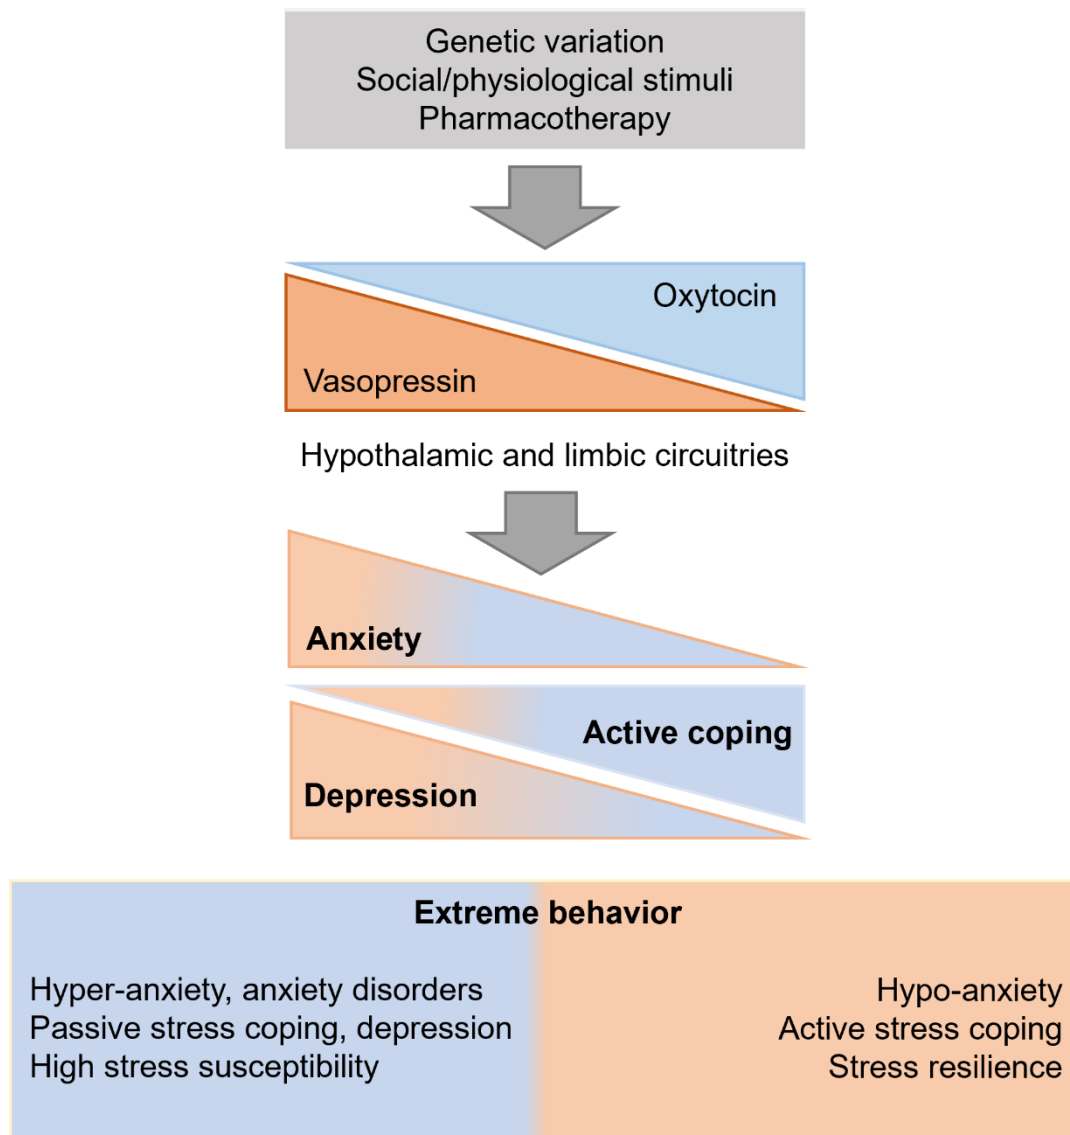 Genetic variation
Social/physiological stimuli
Pharmacotherapy
Oxytocin
Vasopressin
Hypothalamic and limbic circuitries
Anxiety
Active coping
Depression
Extreme behavior
Hyper-anxiety, anxiety disorders
Passive stress coping, depression
High stress susceptibility
Hypo-anxiety
Active stress coping
Stress resilience